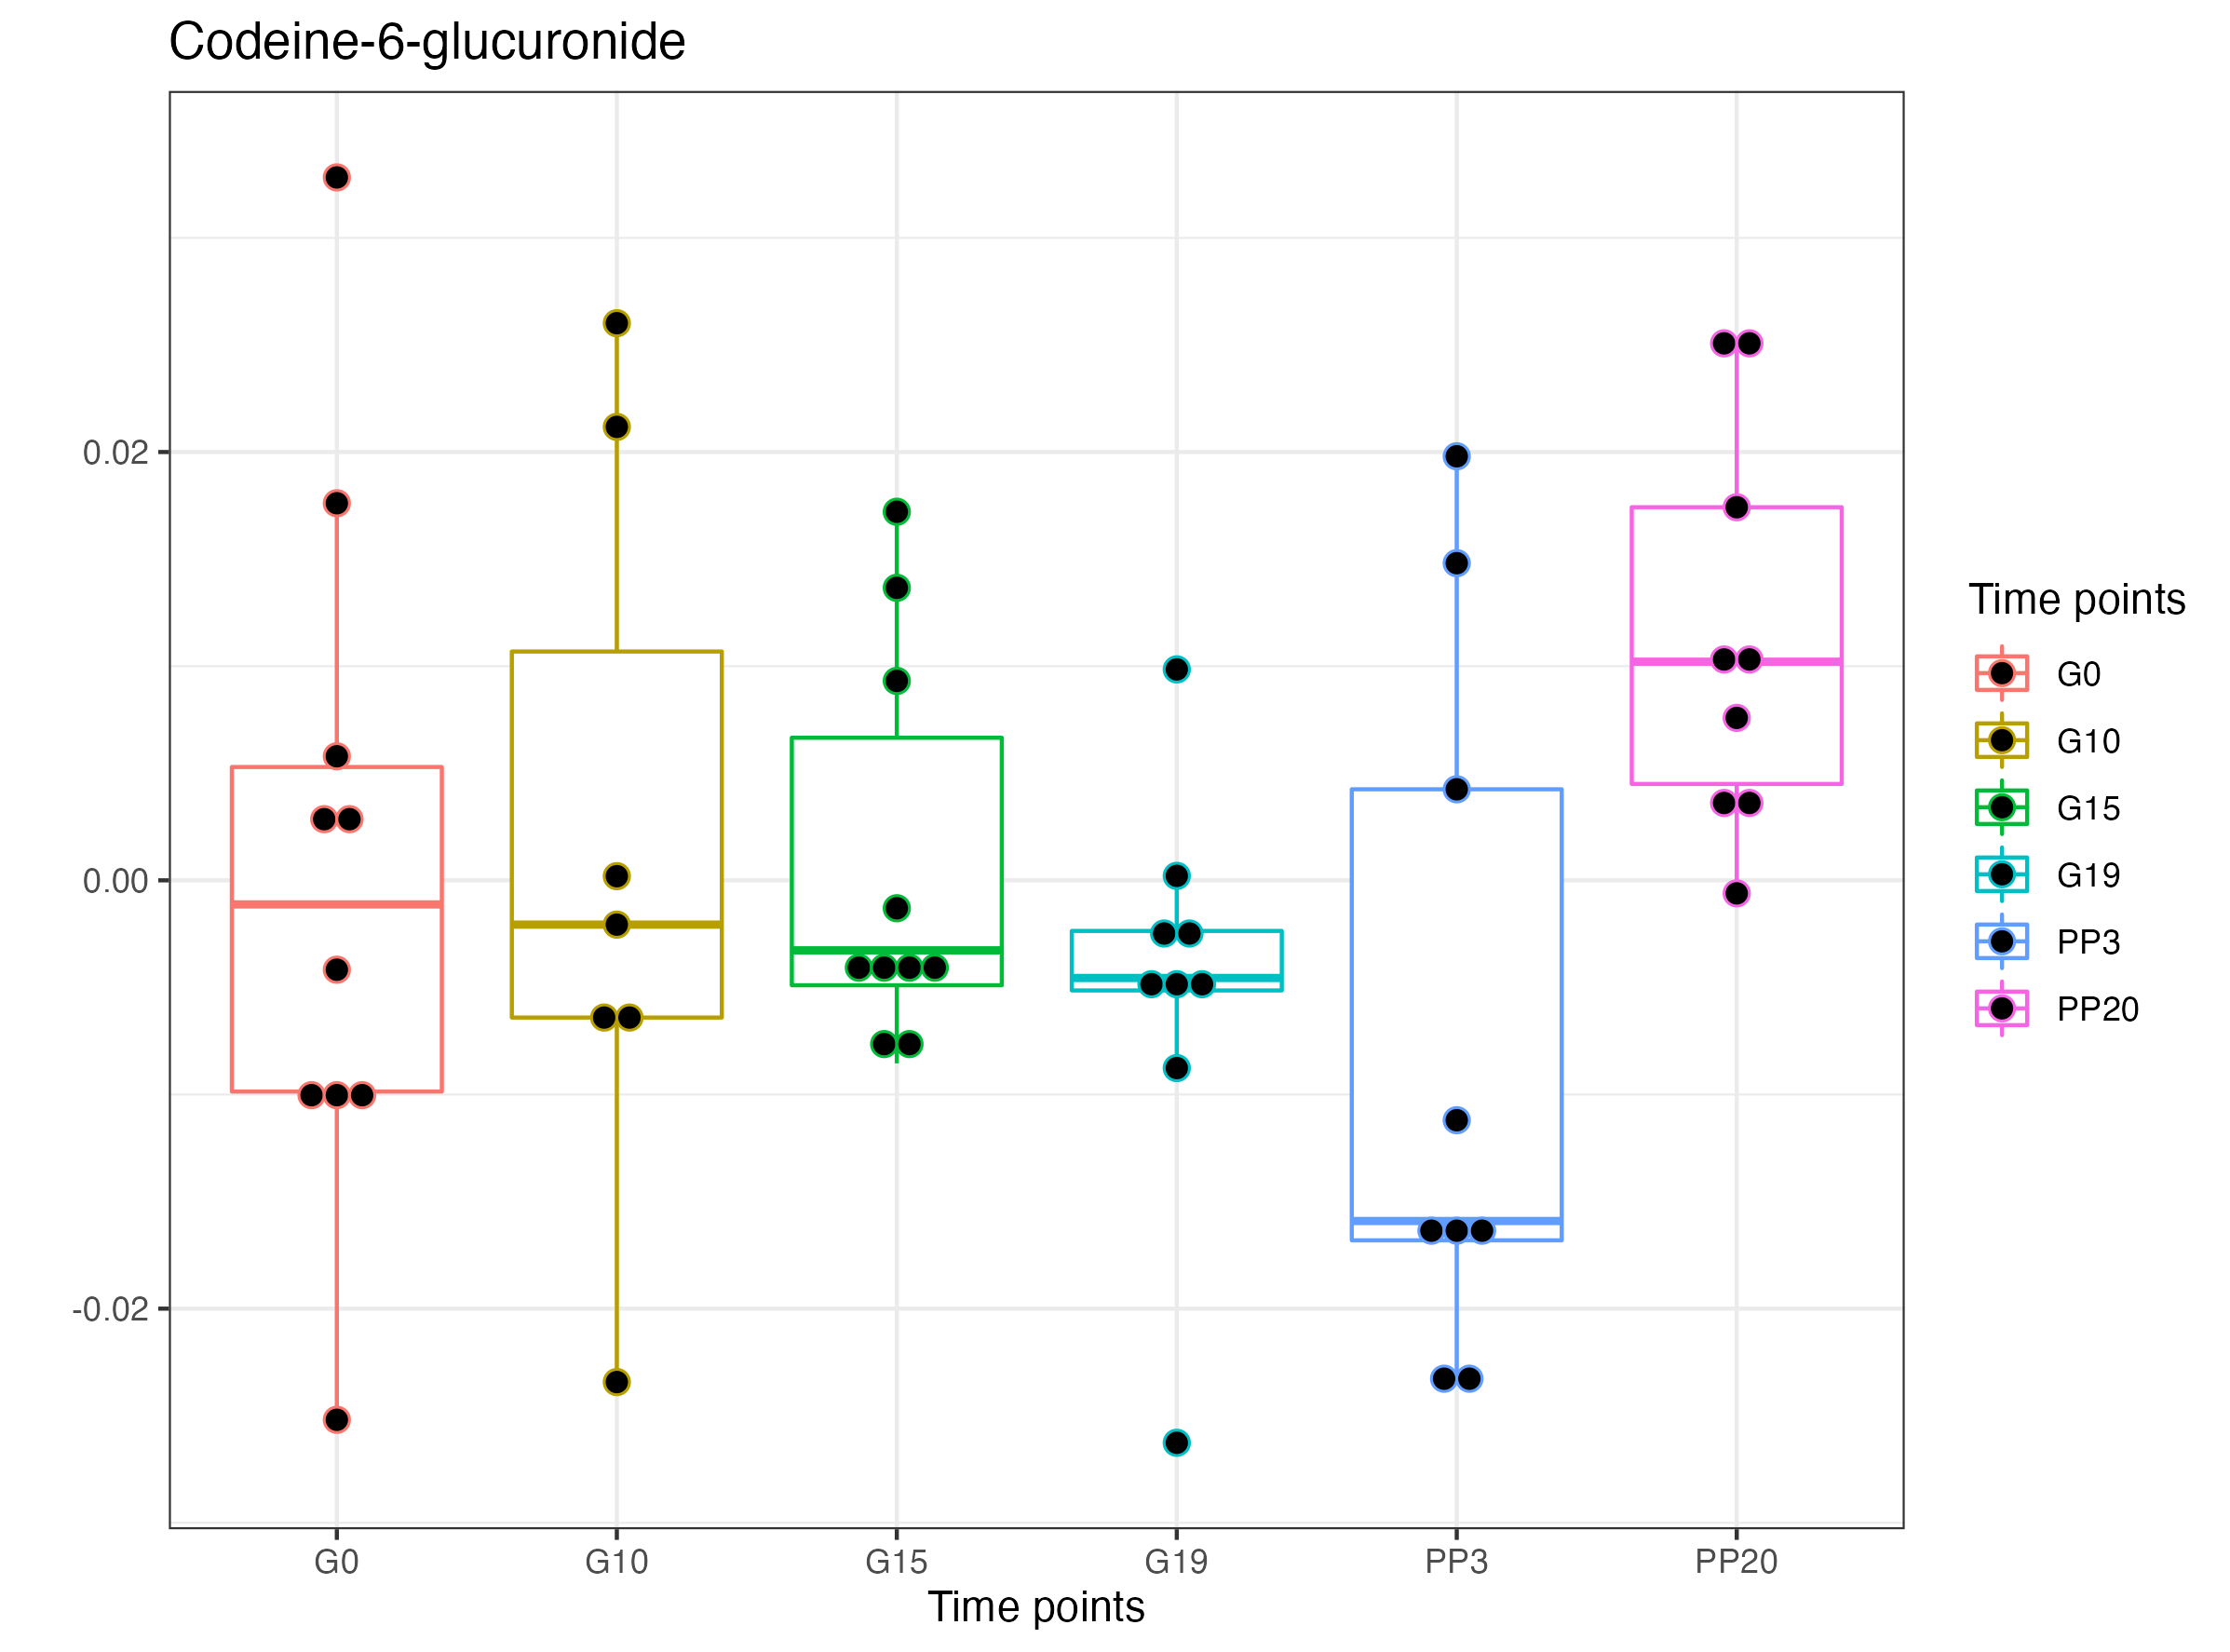 Codeine-6-glucuronide
0.02
0.00
-0.02
G0 G10 G15 G19 PP3 PP20
Time points
Time points
G0
G10
G15
G19
PP3
PP20